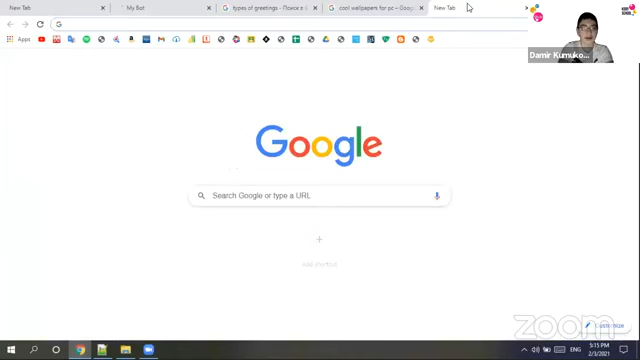 New Tab
My Bot
types of greetings - Поиск в G
cool wallpapers for pc – Goog
New Tab
Apps
Damir Kumuko...
Google
Search Google or type a URL
Add shortcut
Customize
zoom
ENG
5:15 PM
2/3/2021